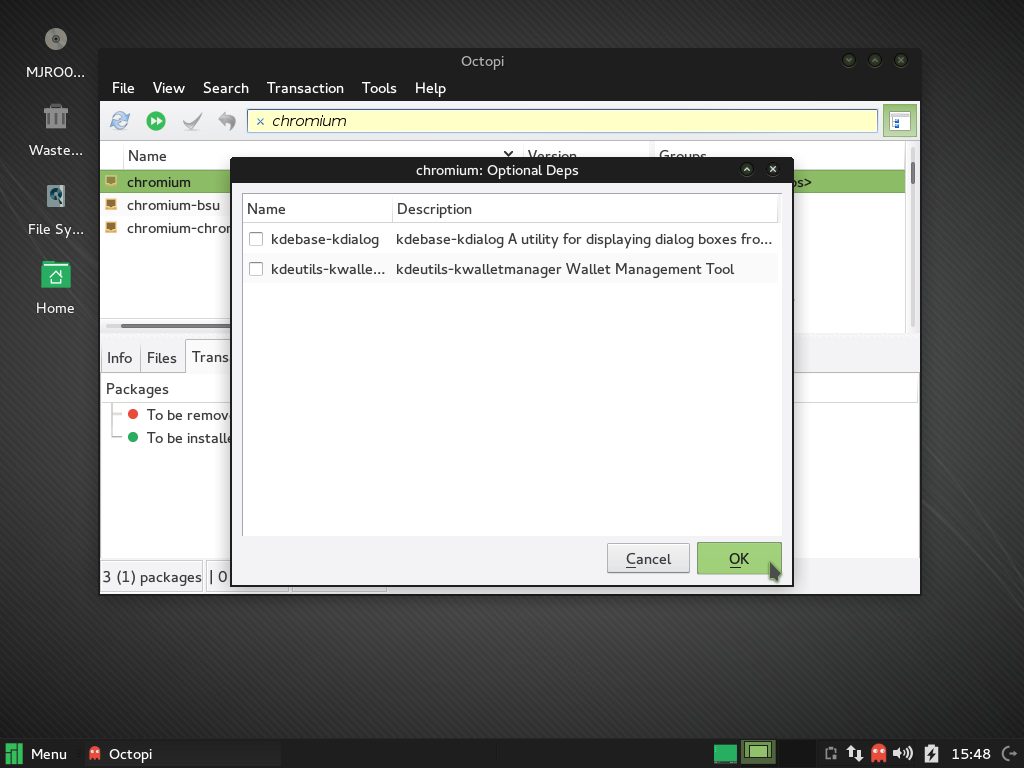 MJRO0...
Waste...
File Sy...
Home
Octopi
File View Search Transaction Tools Help
chromium
Name Version Groups
chromium
chromium-bsu
chromium-chror
ps>
Info Files Trans
Packages
To be remov
To be installe
3 (1) packages | 0
chromium: Optional Deps
Name Description
kdebase-kdialog kdebase-kdialog A utility for displaying dialog boxes fro...
kdeutils-kwalle... kdeutils-kwalletmanager Wallet Management Tool
Cancel OK
Menu Octopi 15:48